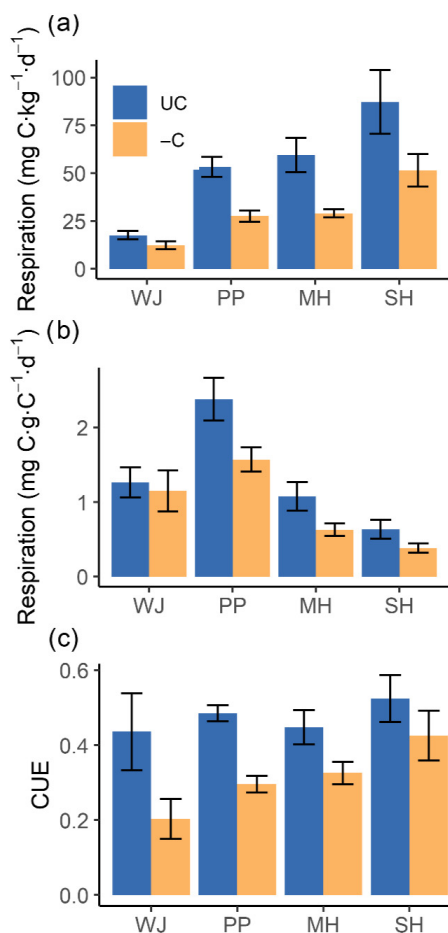 (a)
Respiration (mg C·kg⁻¹·d⁻¹)
100
75
50
25
0
UC
–C
WJ PP MH SH
(b)
Respiration (mg C·g·C⁻¹·d⁻¹)
2
1
0
WJ PP MH SH
(c)
CUE
0.6
0.4
0.2
0.0
WJ PP MH SH